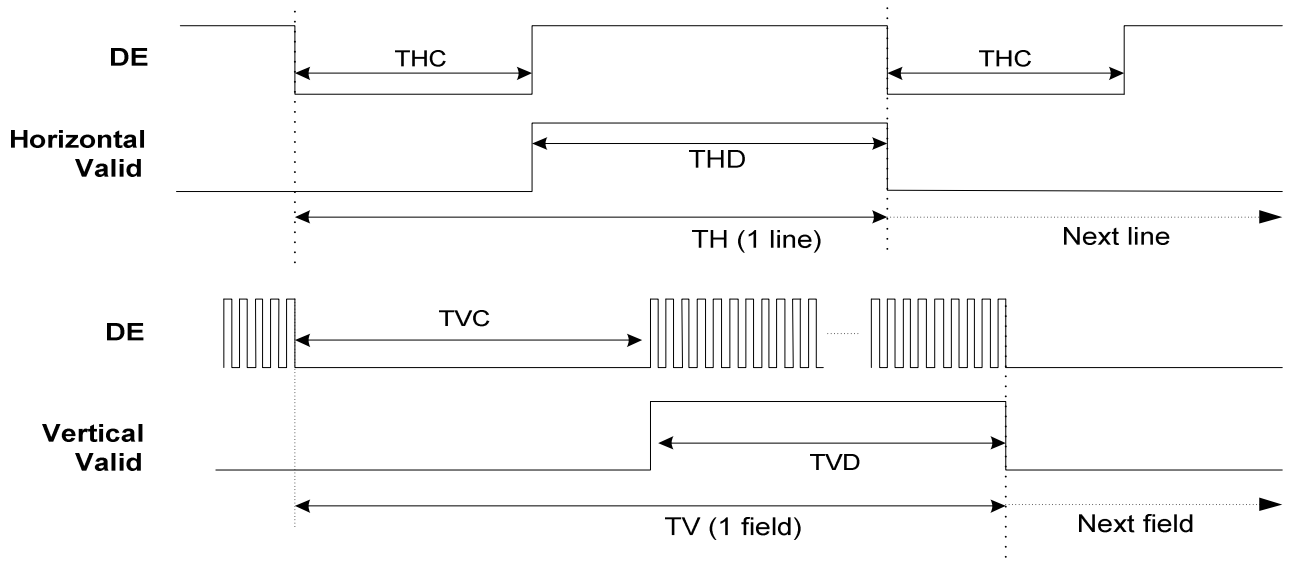 DE
THC
THC
Horizontal
Valid
THD
TH (1 line)
Next line
DE
TVC
Vertical
Valid
TVD
TV (1 field)
Next field